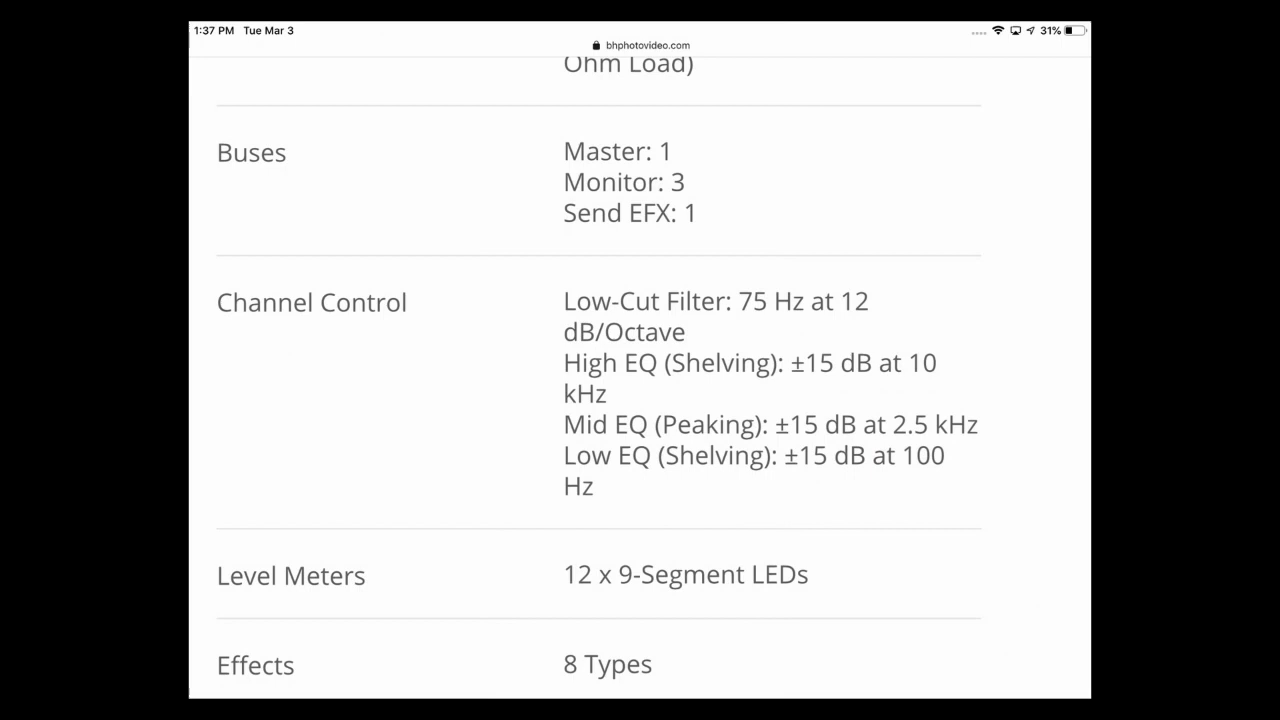 1:37 PM Tue Mar 3
31%
bhphotovideo.com
Ohm Load)
Buses
Master: 1
Monitor: 3
Send EFX: 1
Channel Control
Low-Cut Filter: 75 Hz at 12
dB/Octave
High EQ (Shelving): ±15 dB at 10
kHz
Mid EQ (Peaking): ±15 dB at 2.5 kHz
Low EQ (Shelving): ±15 dB at 100
Hz
Level Meters
12 x 9-Segment LEDs
Effects
8 Types